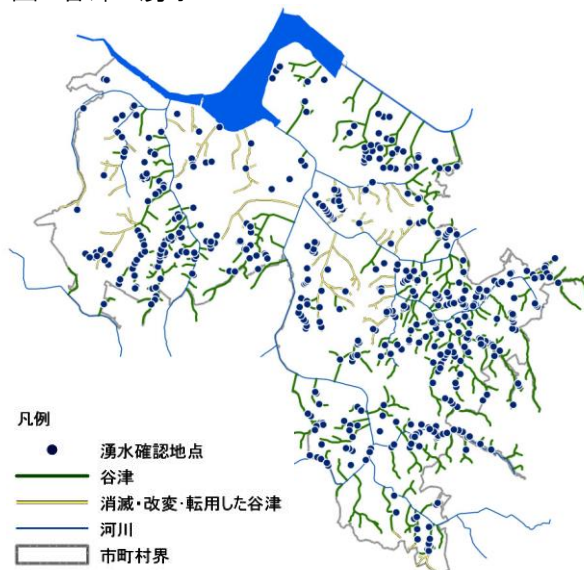 凡例
湧水確認地点
谷津
消滅・改変・転用した谷津
河川
市町村界